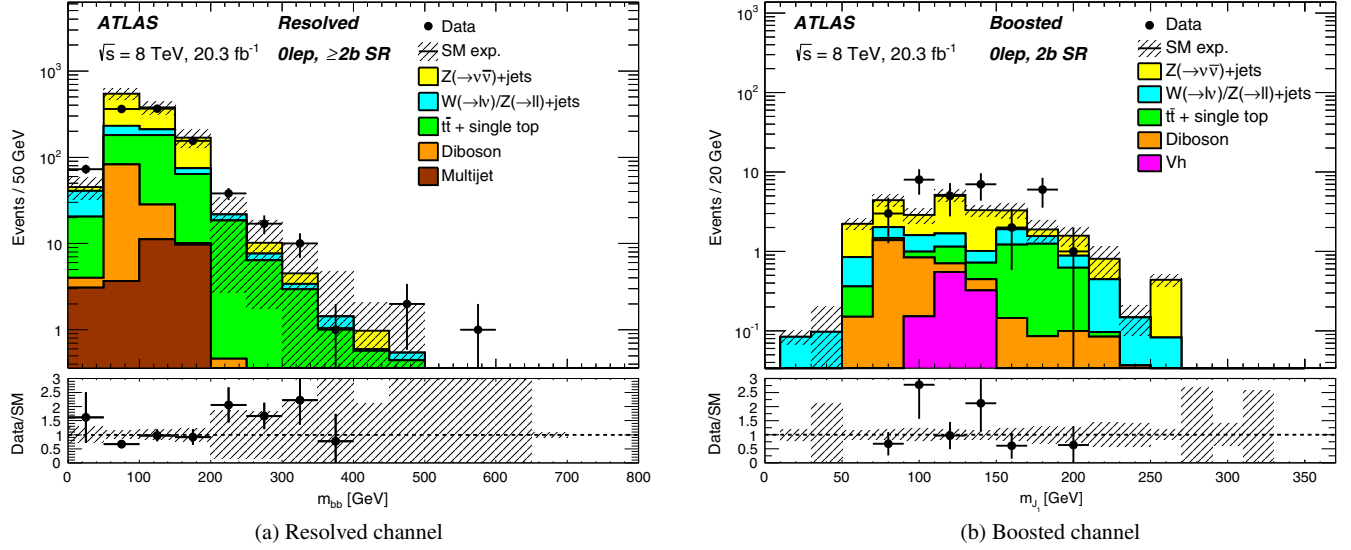 ATLAS
Resolved
√s = 8 TeV, 20.3 fb⁻¹
0lep, ≥2b SR
Data
SM exp.
Z(→νν̄)+jets
W(→lν)/Z(→ll)+jets
tt̄ + single top
Diboson
Multijet
Events / 50 GeV
10³
10²
10
1
Data/SM
3
2.5
2
1.5
1
0.5
0
0 100 200 300 400 500 600 700 800
m_bb [GeV]
(a) Resolved channel
ATLAS
Boosted
√s = 8 TeV, 20.3 fb⁻¹
0lep, 2b SR
Data
SM exp.
Z(→νν̄)+jets
W(→lν)/Z(→ll)+jets
tt̄ + single top
Diboson
Vh
Events / 20 GeV
10³
10²
10
1
10⁻¹
Data/SM
3
2.5
2
1.5
1
0.5
0
0 50 100 150 200 250 300 350
m_J₁ [GeV]
(b) Boosted channel